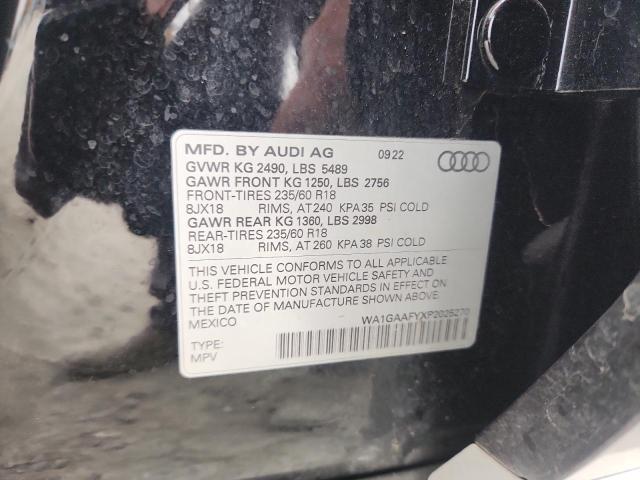 MFD. BY AUDI AG 09 22
GVWR KG 2490, LBS 5489
GAWR FRONT KG 1250, LBS 2756
FRONT-TIRES 235/60 R18
8JX18 RIMS, AT 240 KPA 35 PSI COLD
GAWR REAR KG 1360, LBS 2998
REAR-TIRES 235/60 R18
8JX18 RIMS, AT 260 KPA 38 PSI COLD
THIS VEHICLE CONFORMS TO ALL APPLICABLE
U.S. FEDERAL MOTOR VEHICLE SAFETY AND
THEFT PREVENTION STANDARDS IN EFFECT ON
THE DATE OF MANUFACTURE SHOWN ABOVE.
MEXICO WA1GAAFYXP2026270
TYPE:
MPV